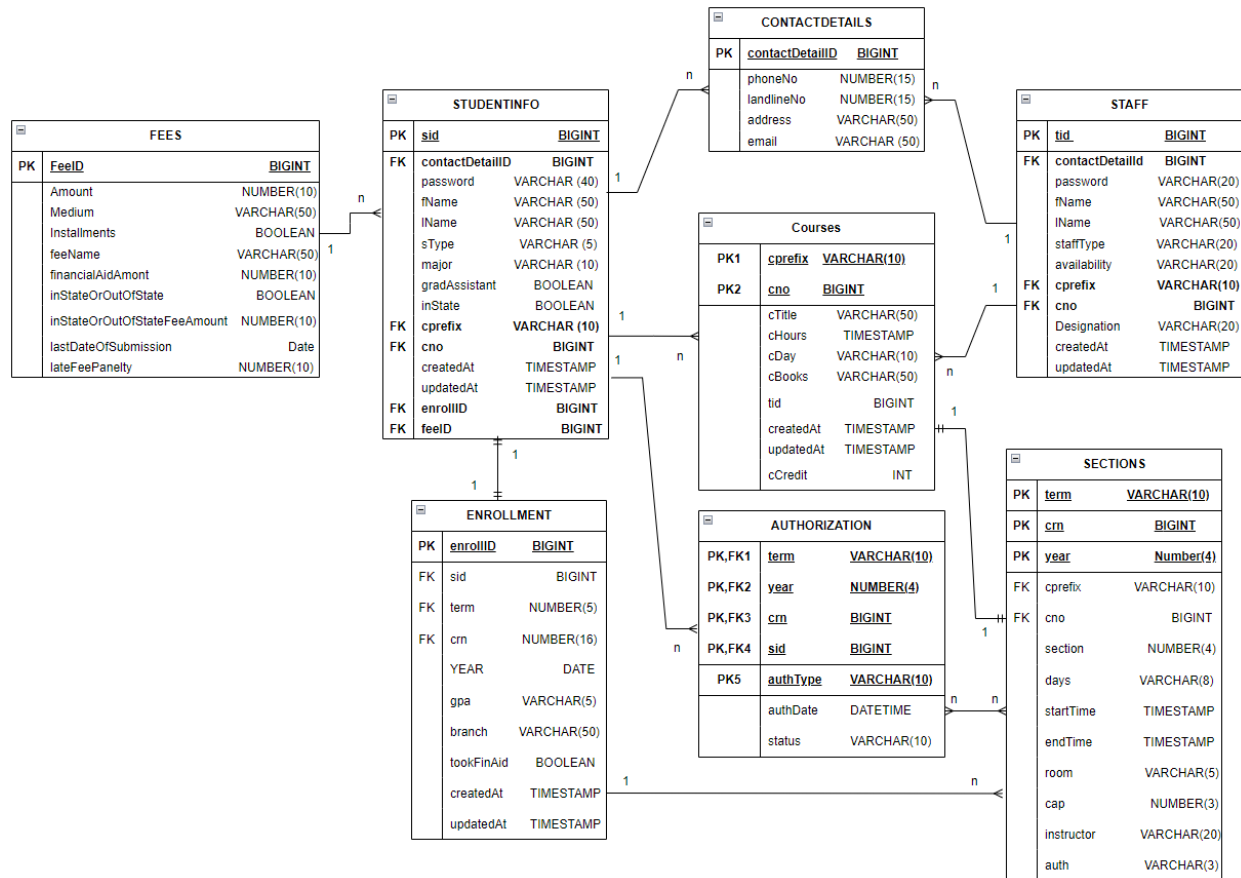 CONTACTDETAILS
PK contactDetailID BIGINT
phoneNo NUMBER(15)
landlineNo NUMBER(15)
address VARCHAR(50)
email VARCHAR (50)
n
n
STUDENTINFO
PK sid BIGINT
FK contactDetailID BIGINT
password VARCHAR (40)
fName VARCHAR (50)
lName VARCHAR (50)
sType VARCHAR (5)
major VARCHAR (10)
gradAssistant BOOLEAN
inState BOOLEAN
FK cprefix VARCHAR (10)
FK cno BIGINT
createdAt TIMESTAMP
updatedAt TIMESTAMP
FK enrollID BIGINT
FK feeID BIGINT
1
1
1
1
STAFF
PK tid BIGINT
FK contactDetailId BIGINT
password VARCHAR(20)
fName VARCHAR(50)
lName VARCHAR(50)
staffType VARCHAR(20)
availability VARCHAR(20)
FK cprefix VARCHAR(10)
FK cno BIGINT
Designation VARCHAR(20)
createdAt TIMESTAMP
updatedAt TIMESTAMP
1
1
FEES
PK FeeID BIGINT
Amount NUMBER(10)
Medium VARCHAR(50)
Installments BOOLEAN
feeName VARCHAR(50)
financialAidAmont NUMBER(10)
inStateOrOutOfState BOOLEAN
inStateOrOutOfStateFeeAmount NUMBER(10)
lastDateOfSubmission Date
lateFeePanelty NUMBER(10)
n
1
Courses
PK1 cprefix VARCHAR(10)
PK2 cno BIGINT
cTitle VARCHAR(50)
cHours TIMESTAMP
cDay VARCHAR(10)
cBooks VARCHAR(50)
tid BIGINT
createdAt TIMESTAMP
updatedAt TIMESTAMP
cCredit INT
n
n
1
ENROLLMENT
PK enrollID BIGINT
FK sid BIGINT
FK term NUMBER(5)
FK crn NUMBER(16)
YEAR DATE
gpa VARCHAR(5)
branch VARCHAR(50)
tookFinAid BOOLEAN
createdAt TIMESTAMP
updatedAt TIMESTAMP
1
1
AUTHORIZATION
PK,FK1 term VARCHAR(10)
PK,FK2 year NUMBER(4)
PK,FK3 crn BIGINT
PK,FK4 sid BIGINT
PK5 authType VARCHAR(10)
authDate DATETIME
status VARCHAR(10)
n
n
n
SECTIONS
PK term VARCHAR(10)
PK crn BIGINT
PK year Number(4)
FK cprefix VARCHAR(10)
FK cno BIGINT
section NUMBER(4)
days VARCHAR(8)
startTime TIMESTAMP
endTime TIMESTAMP
room VARCHAR(5)
cap NUMBER(3)
instructor VARCHAR(20)
auth VARCHAR(3)
1
n